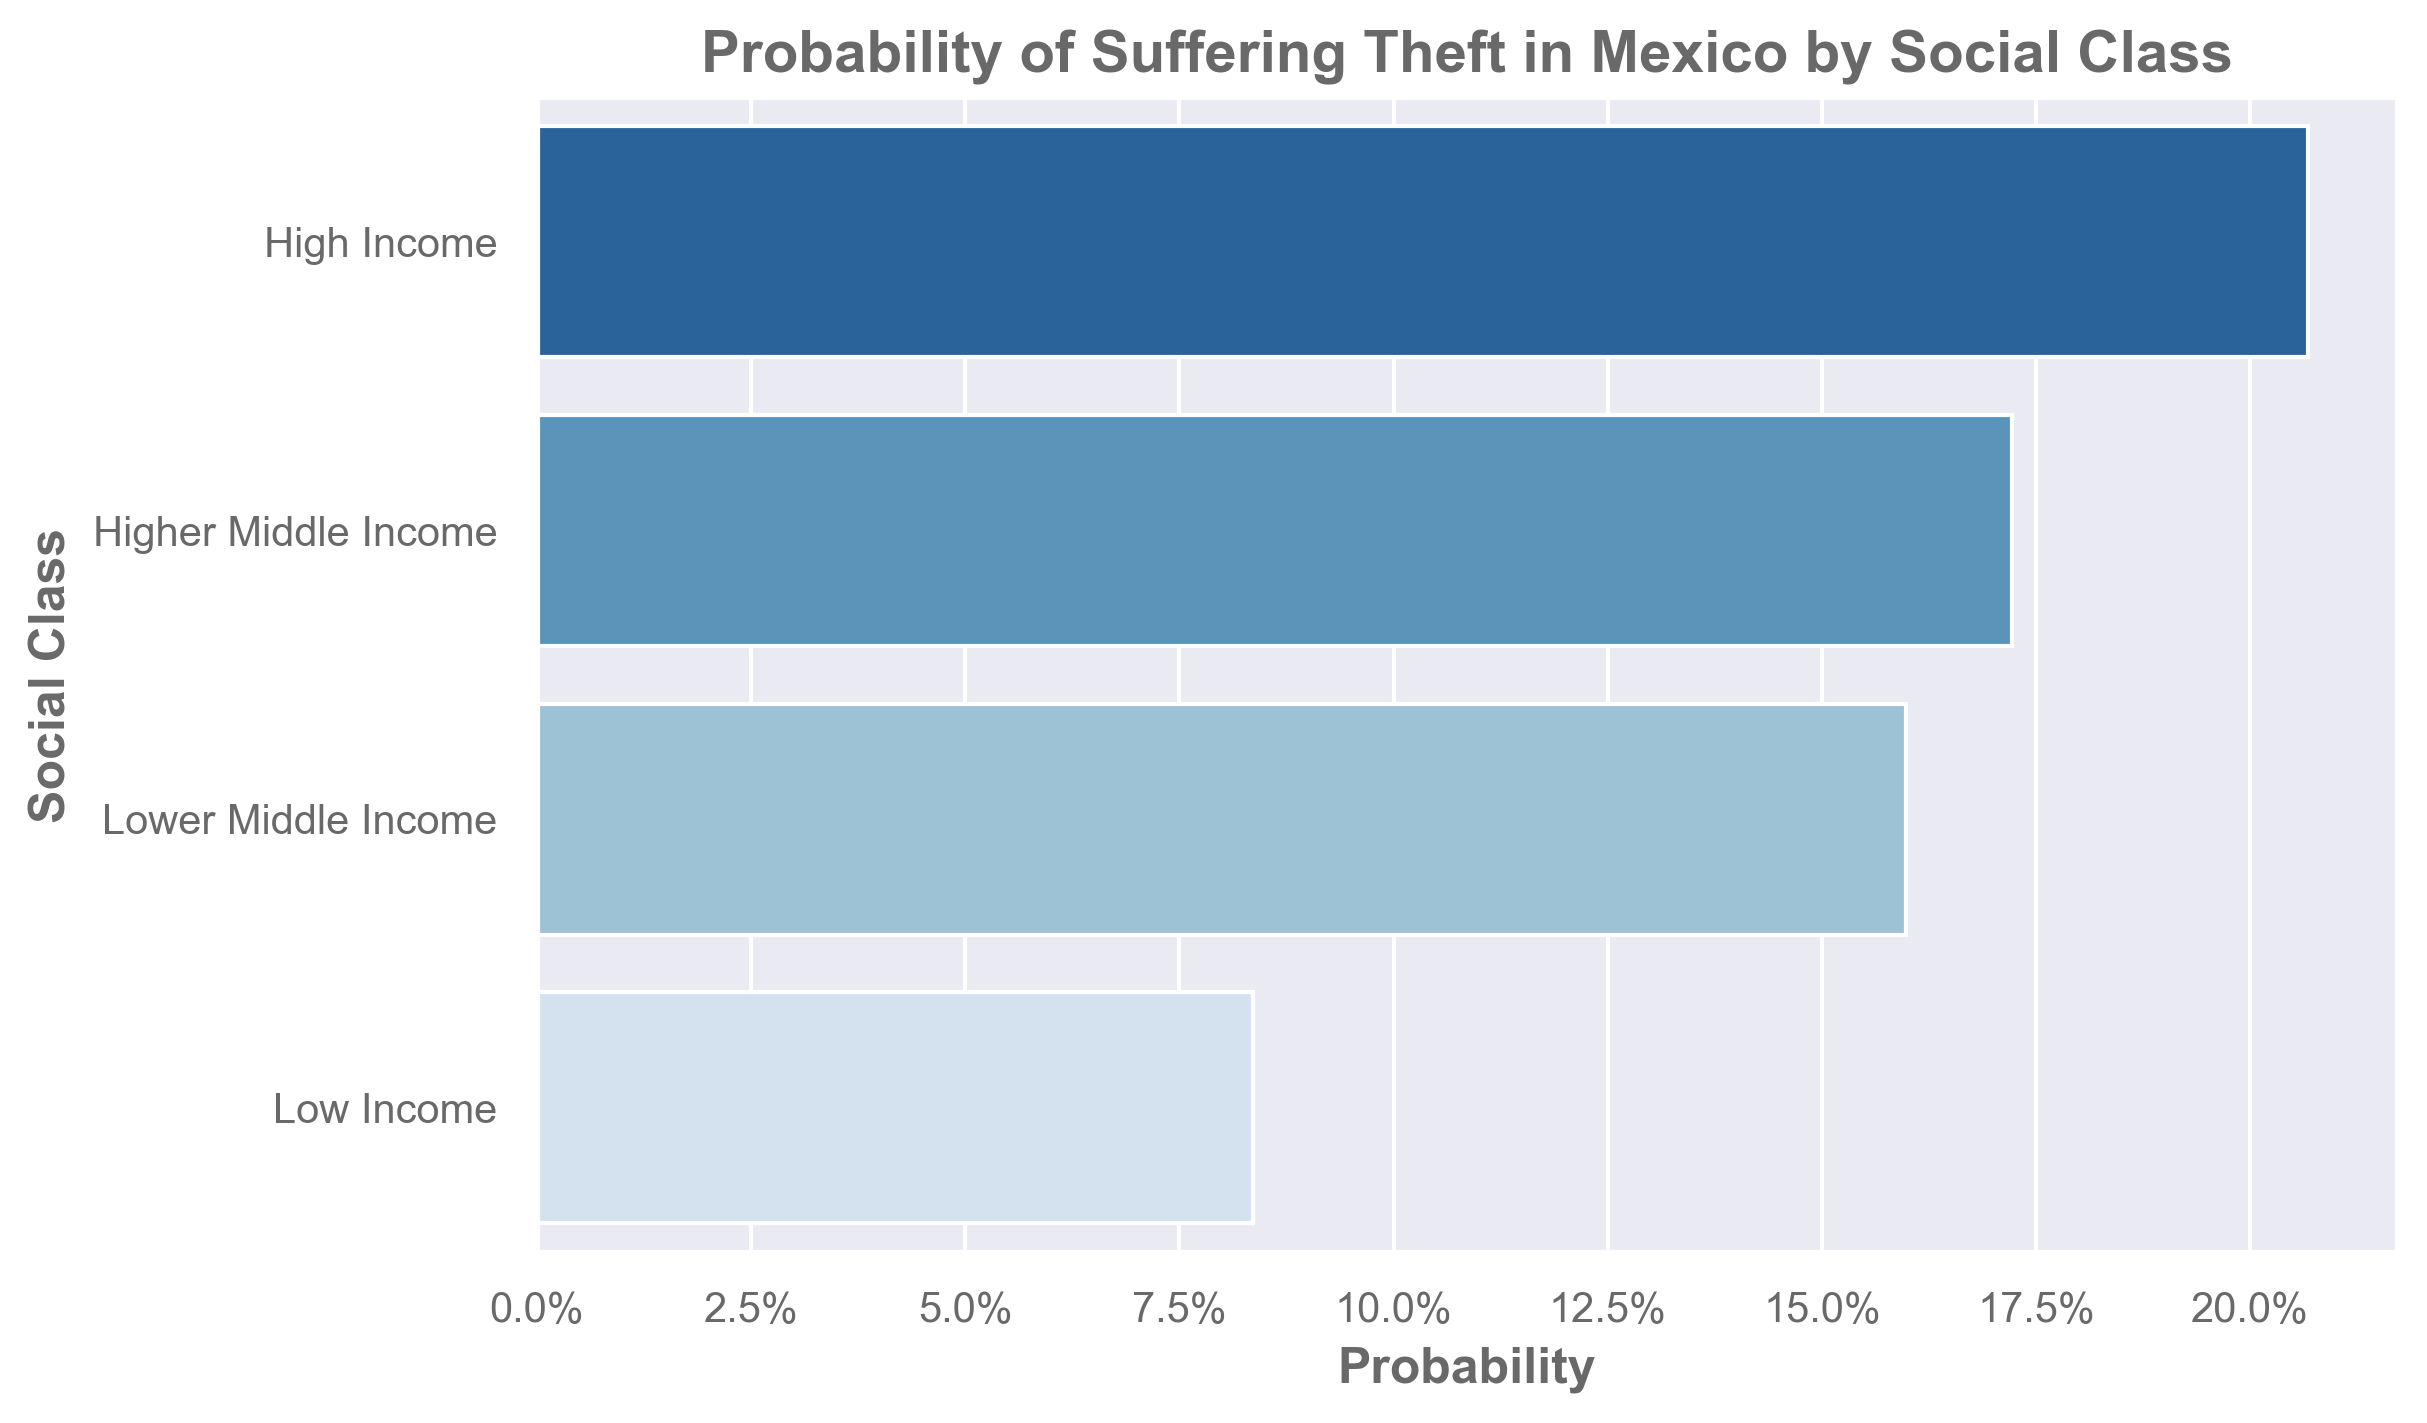 Probability of Suffering Theft in Mexico by Social Class
Social Class
High Income
Higher Middle Income
Lower Middle Income
Low Income
0.0% 2.5% 5.0% 7.5% 10.0% 12.5% 15.0% 17.5% 20.0%
Probability